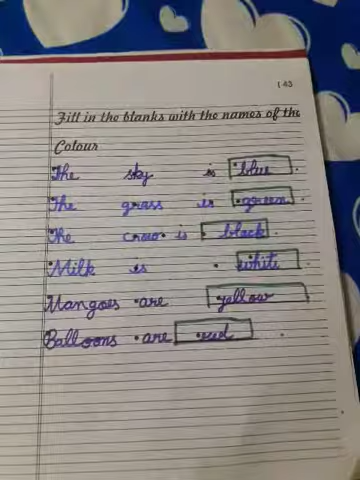 143
Fill in the blanks with the names of the
Colour
The sky is blue.
The grass is green.
The crow is black.
Milk is white.
Mangoes are yellow
Balloons are red.